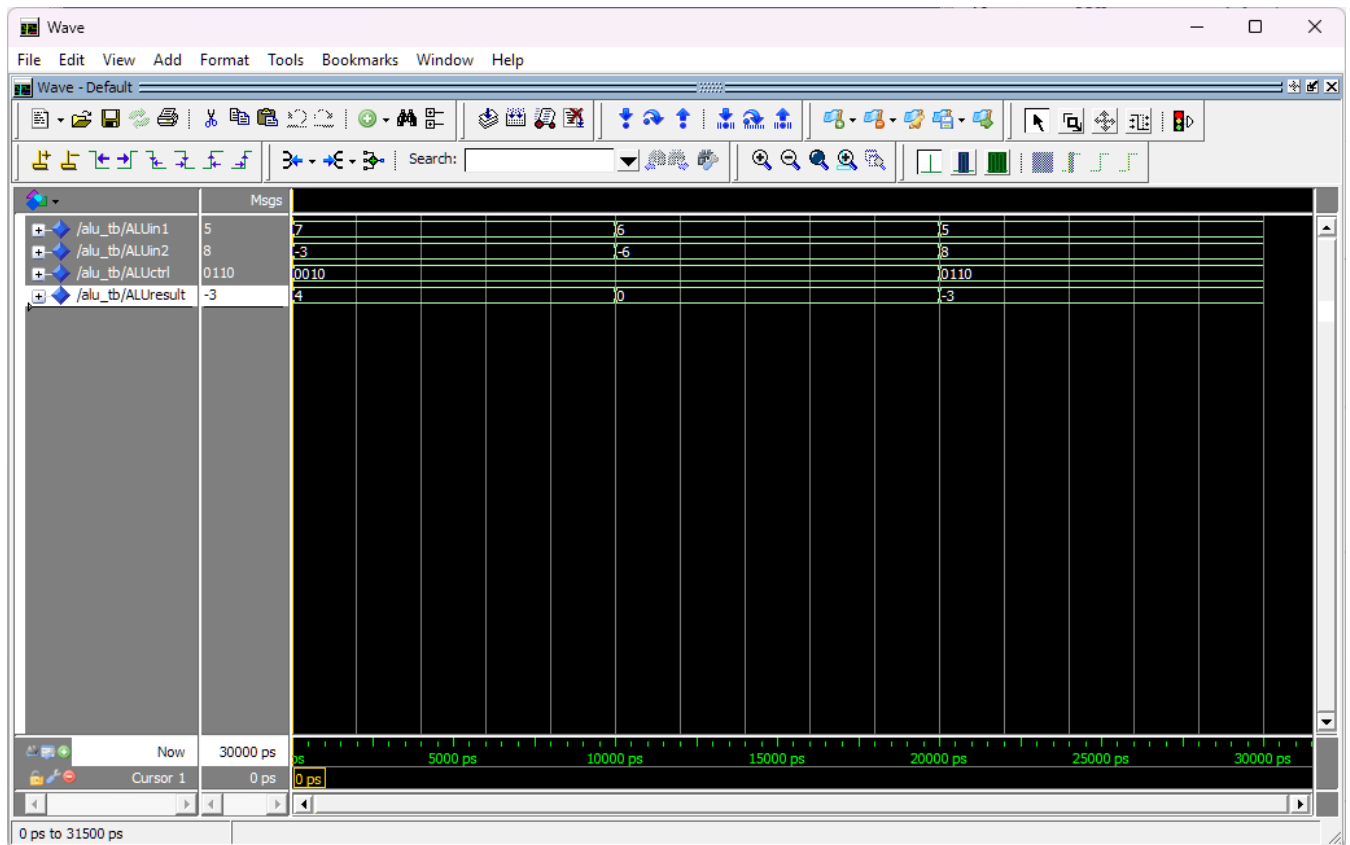 Wave
File Edit View Add Format Tools Bookmarks Window Help
Wave - Default
Search:
Msgs
/alu_tb/ALUin1 5 7 6 5
/alu_tb/ALUin2 8 -3 -6 8
/alu_tb/ALUctrl 0110 0010 0110
/alu_tb/ALUresult -3 4 0 -3
Now 30000 ps ps 5000 ps 10000 ps 15000 ps 20000 ps 25000 ps 30000 ps
Cursor 1 0 ps 0 ps
0 ps to 31500 ps